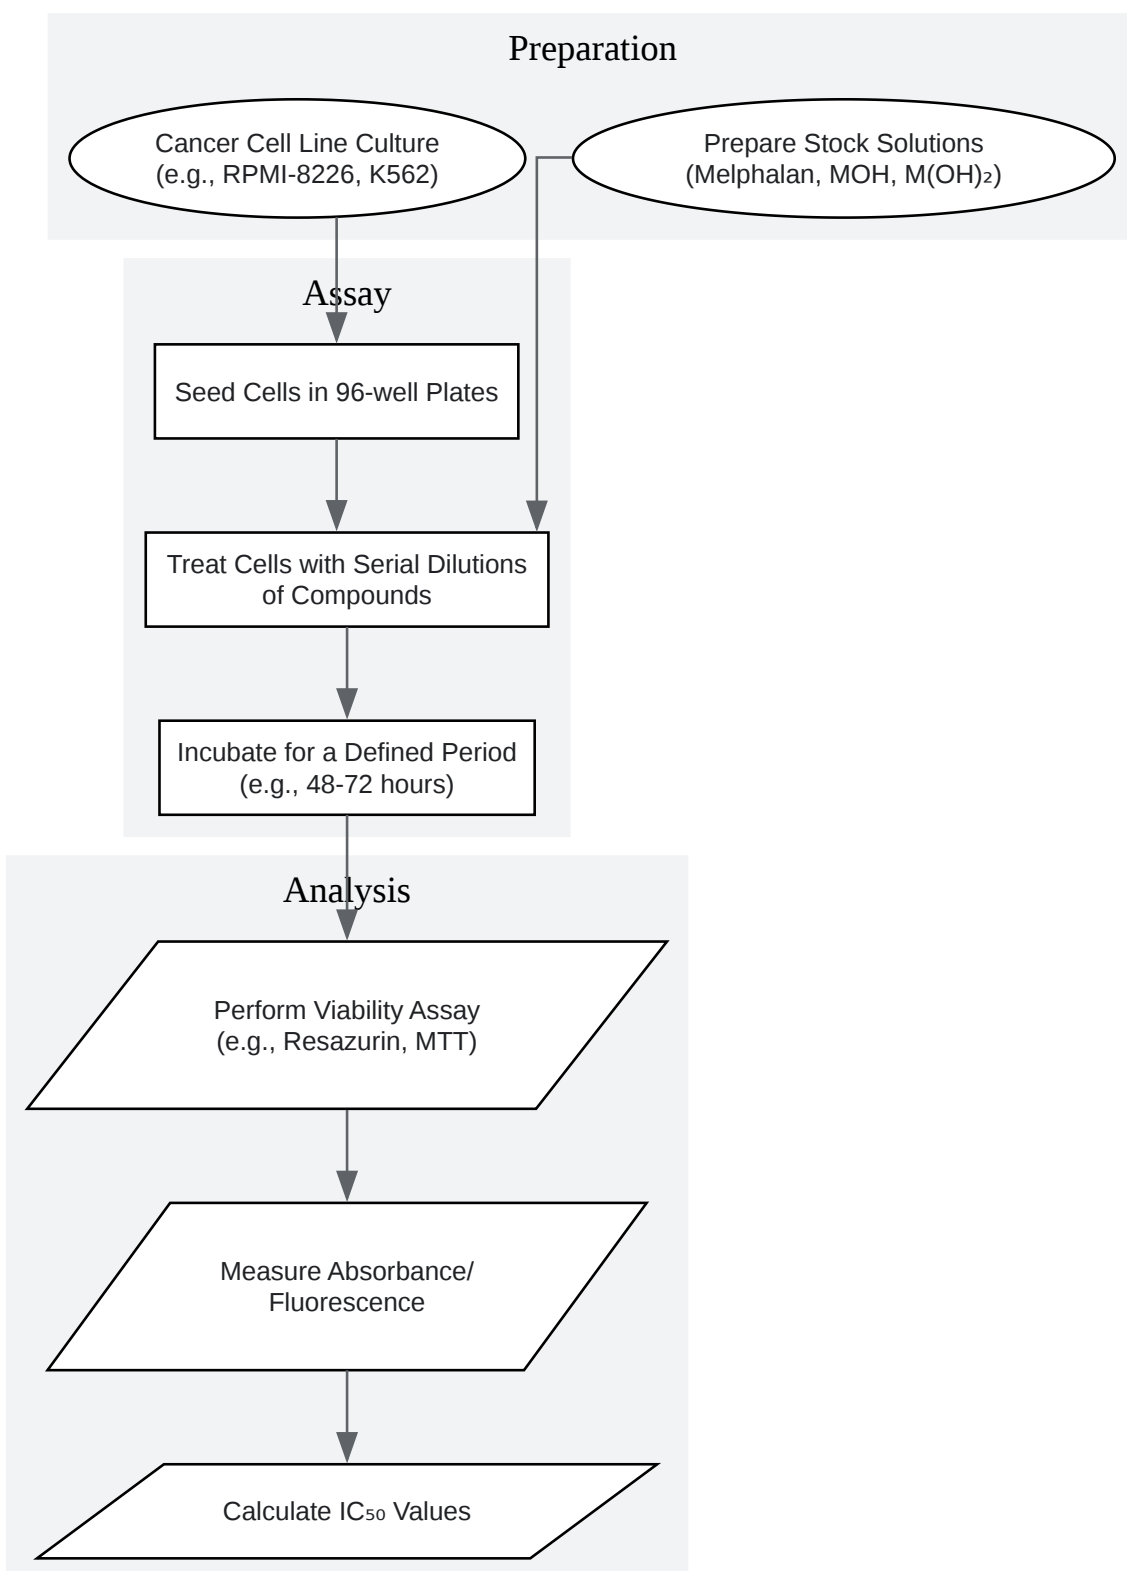 Preparation
Cancer Cell Line Culture
(e.g., RPMI-8226, K562)
Prepare Stock Solutions
(Melphalan, MOH, M(OH)₂)
Assay
Seed Cells in 96-well Plates
Treat Cells with Serial Dilutions
of Compounds
Incubate for a Defined Period
(e.g., 48-72 hours)
Analysis
Perform Viability Assay
(e.g., Resazurin, MTT)
Measure Absorbance/
Fluorescence
Calculate IC₅₀ Values